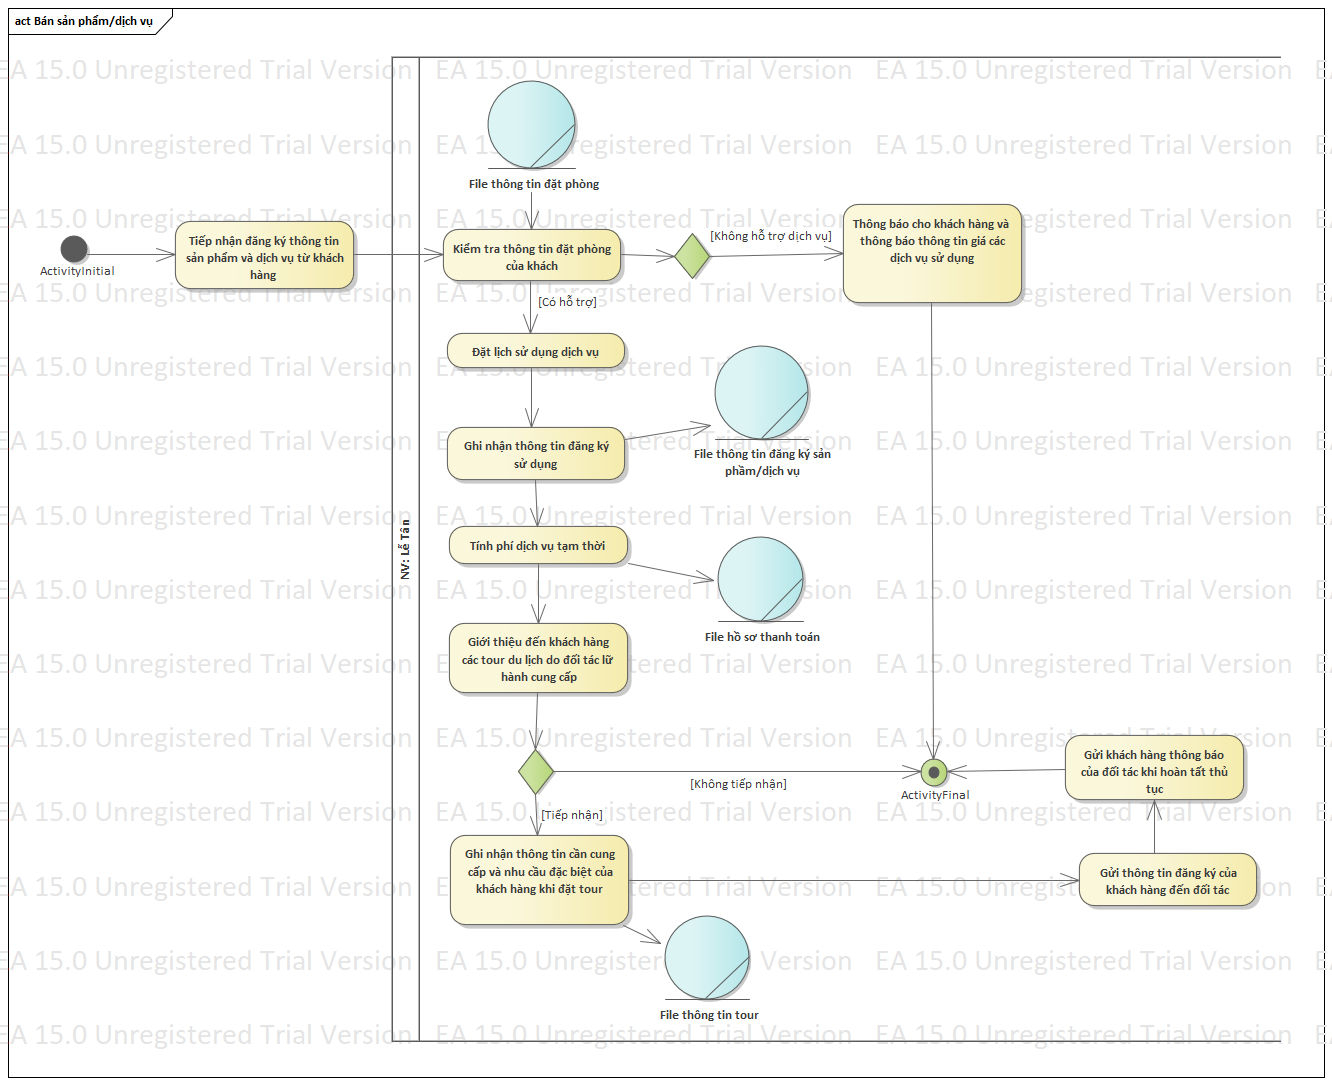 act Bán sản phẩm/dịch vụ
EA 15.0 Unregistered Trial Version
File thông tin đặt phòng
ActivityInitial
Tiếp nhận đăng ký thông tin
sản phẩm và dịch vụ từ khách
hàng
Kiểm tra thông tin đặt phòng
của khách
[Không hỗ trợ dịch vụ]
Thông báo cho khách hàng và
thông báo thông tin giá các
dịch vụ sử dụng
[Có hỗ trợ]
Đặt lịch sử dụng dịch vụ
Ghi nhận thông tin đăng ký
sử dụng
File thông tin đăng ký sản
phầm/dịch vụ
NV: Lễ Tân
Tính phí dịch vụ tạm thời
File hồ sơ thanh toán
Giới thiệu đến khách hàng
các tour du lịch do đối tác lữ
hành cung cấp
[Không tiếp nhận]
ActivityFinal
Gửi khách hàng thông báo
của đối tác khi hoàn tất thủ
tục
[Tiếp nhận]
Ghi nhận thông tin cần cung
cấp và nhu cầu đặc biệt của
khách hàng khi đặt tour
Gửi thông tin đăng ký của
khách hàng đến đối tác
File thông tin tour